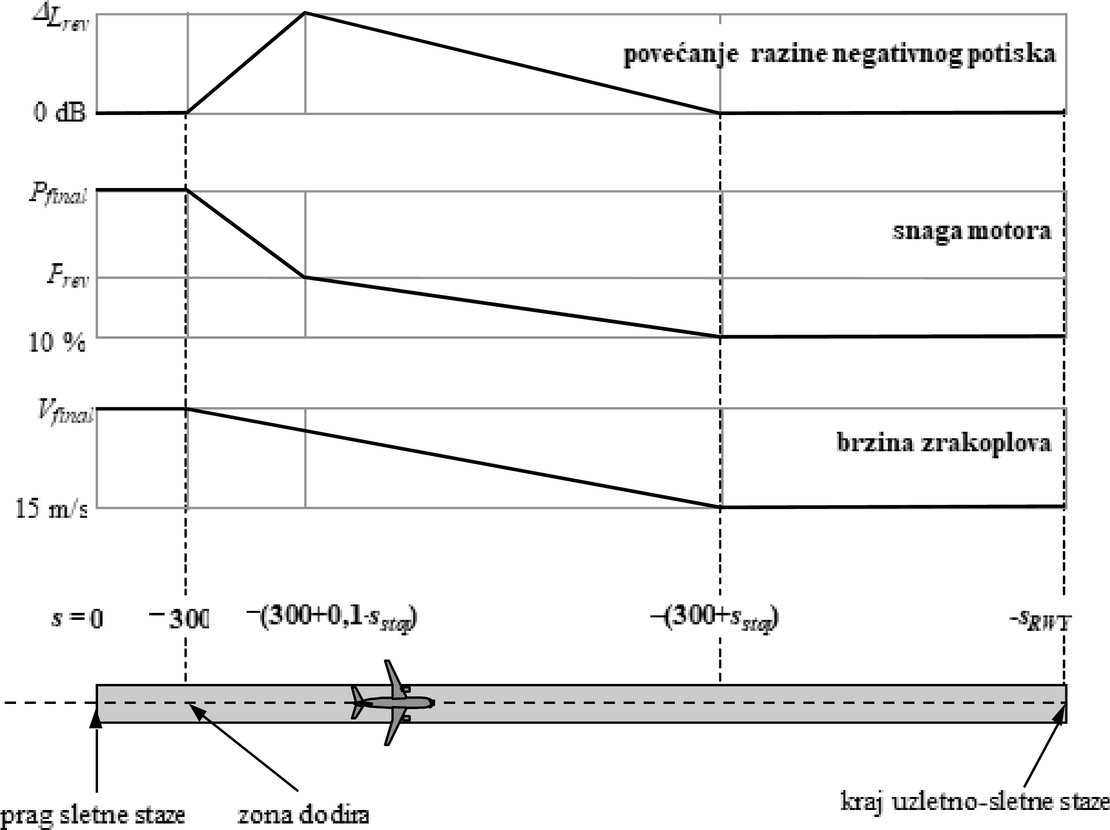 ΔL_rev
povećanje razine negativnog potiska
0 dB
P_final
snaga motora
P_rev
10 %
V_final
brzina zrakoplova
15 m/s
s = 0 −300 −(300+0,1·s_stop) −(300+s_stop) -s_RWY
prag sletne staze zona dodira kraj uzletno-sletne staze